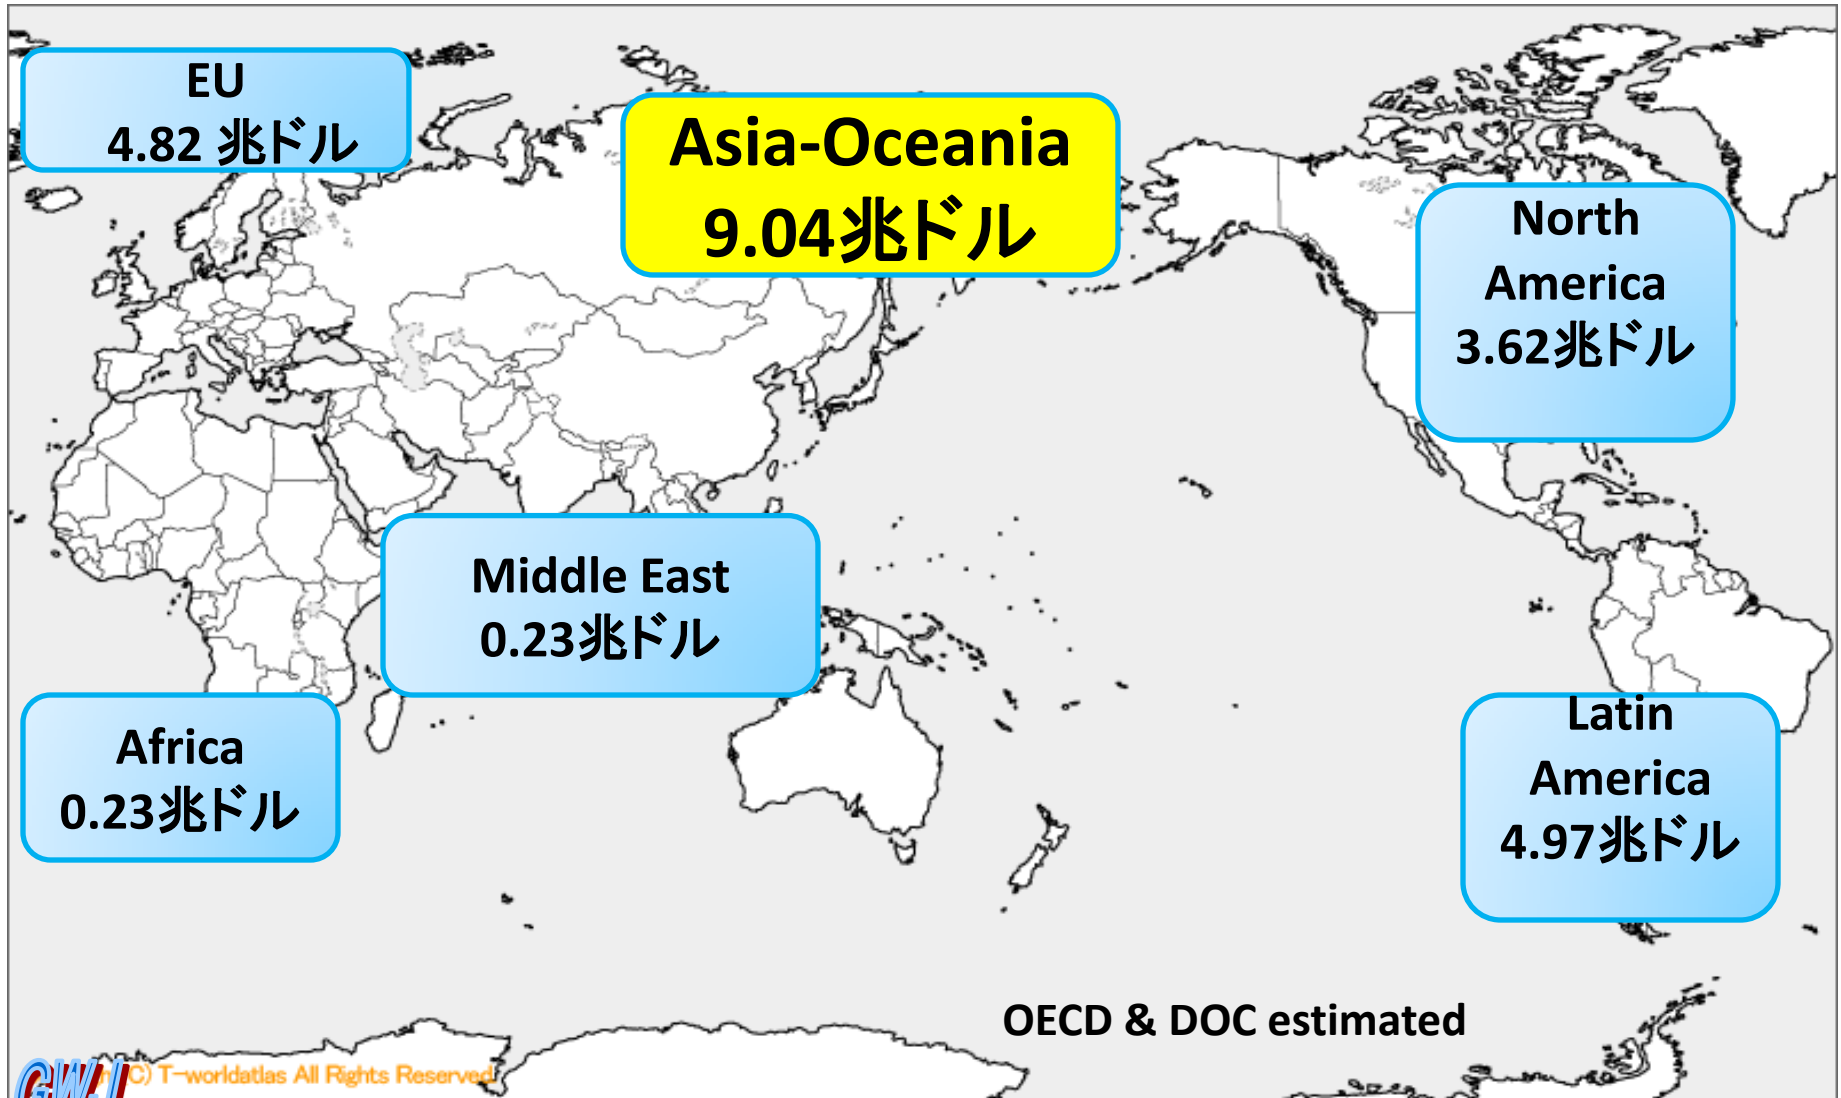 EU
4.82 兆ドル
Asia-Oceania
9.04兆ドル
North
America
3.62兆ドル
Middle East
0.23兆ドル
Africa
0.23兆ドル
Latin
America
4.97兆ドル
OECD & DOC estimated
C) T-worldatlas All Rights Reserved
GWJ